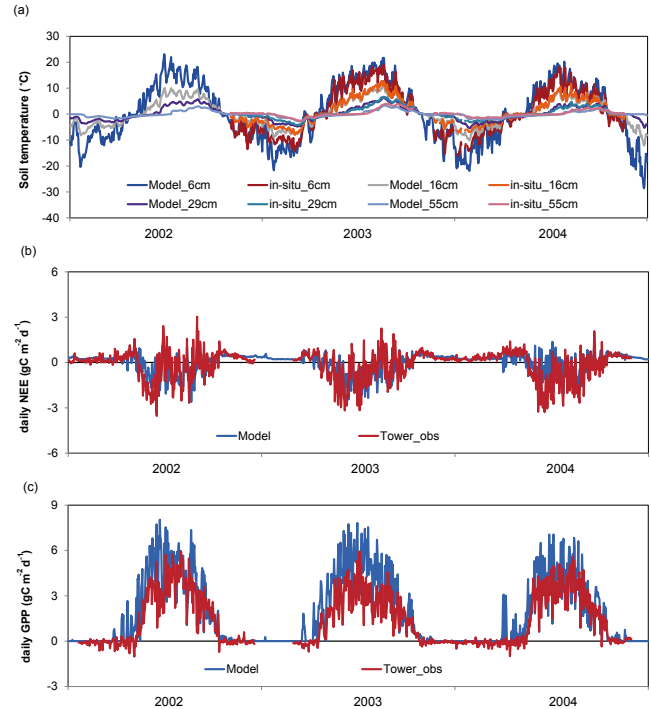 (a)
30
20
10
0
-10
-20
-30
-40
Soil temperature (°C)
Model_6cm in-situ_6cm Model_16cm in-situ_16cm
Model_29cm in-situ_29cm Model_55cm in-situ_55cm
2002 2003 2004
(b)
6
3
0
-3
-6
daily NEE (gC m-2 d-1)
Model Tower_obs
2002 2003 2004
(c)
9
6
3
0
-3
daily GPP (gC m-2 d-1)
Model Tower_obs
2002 2003 2004